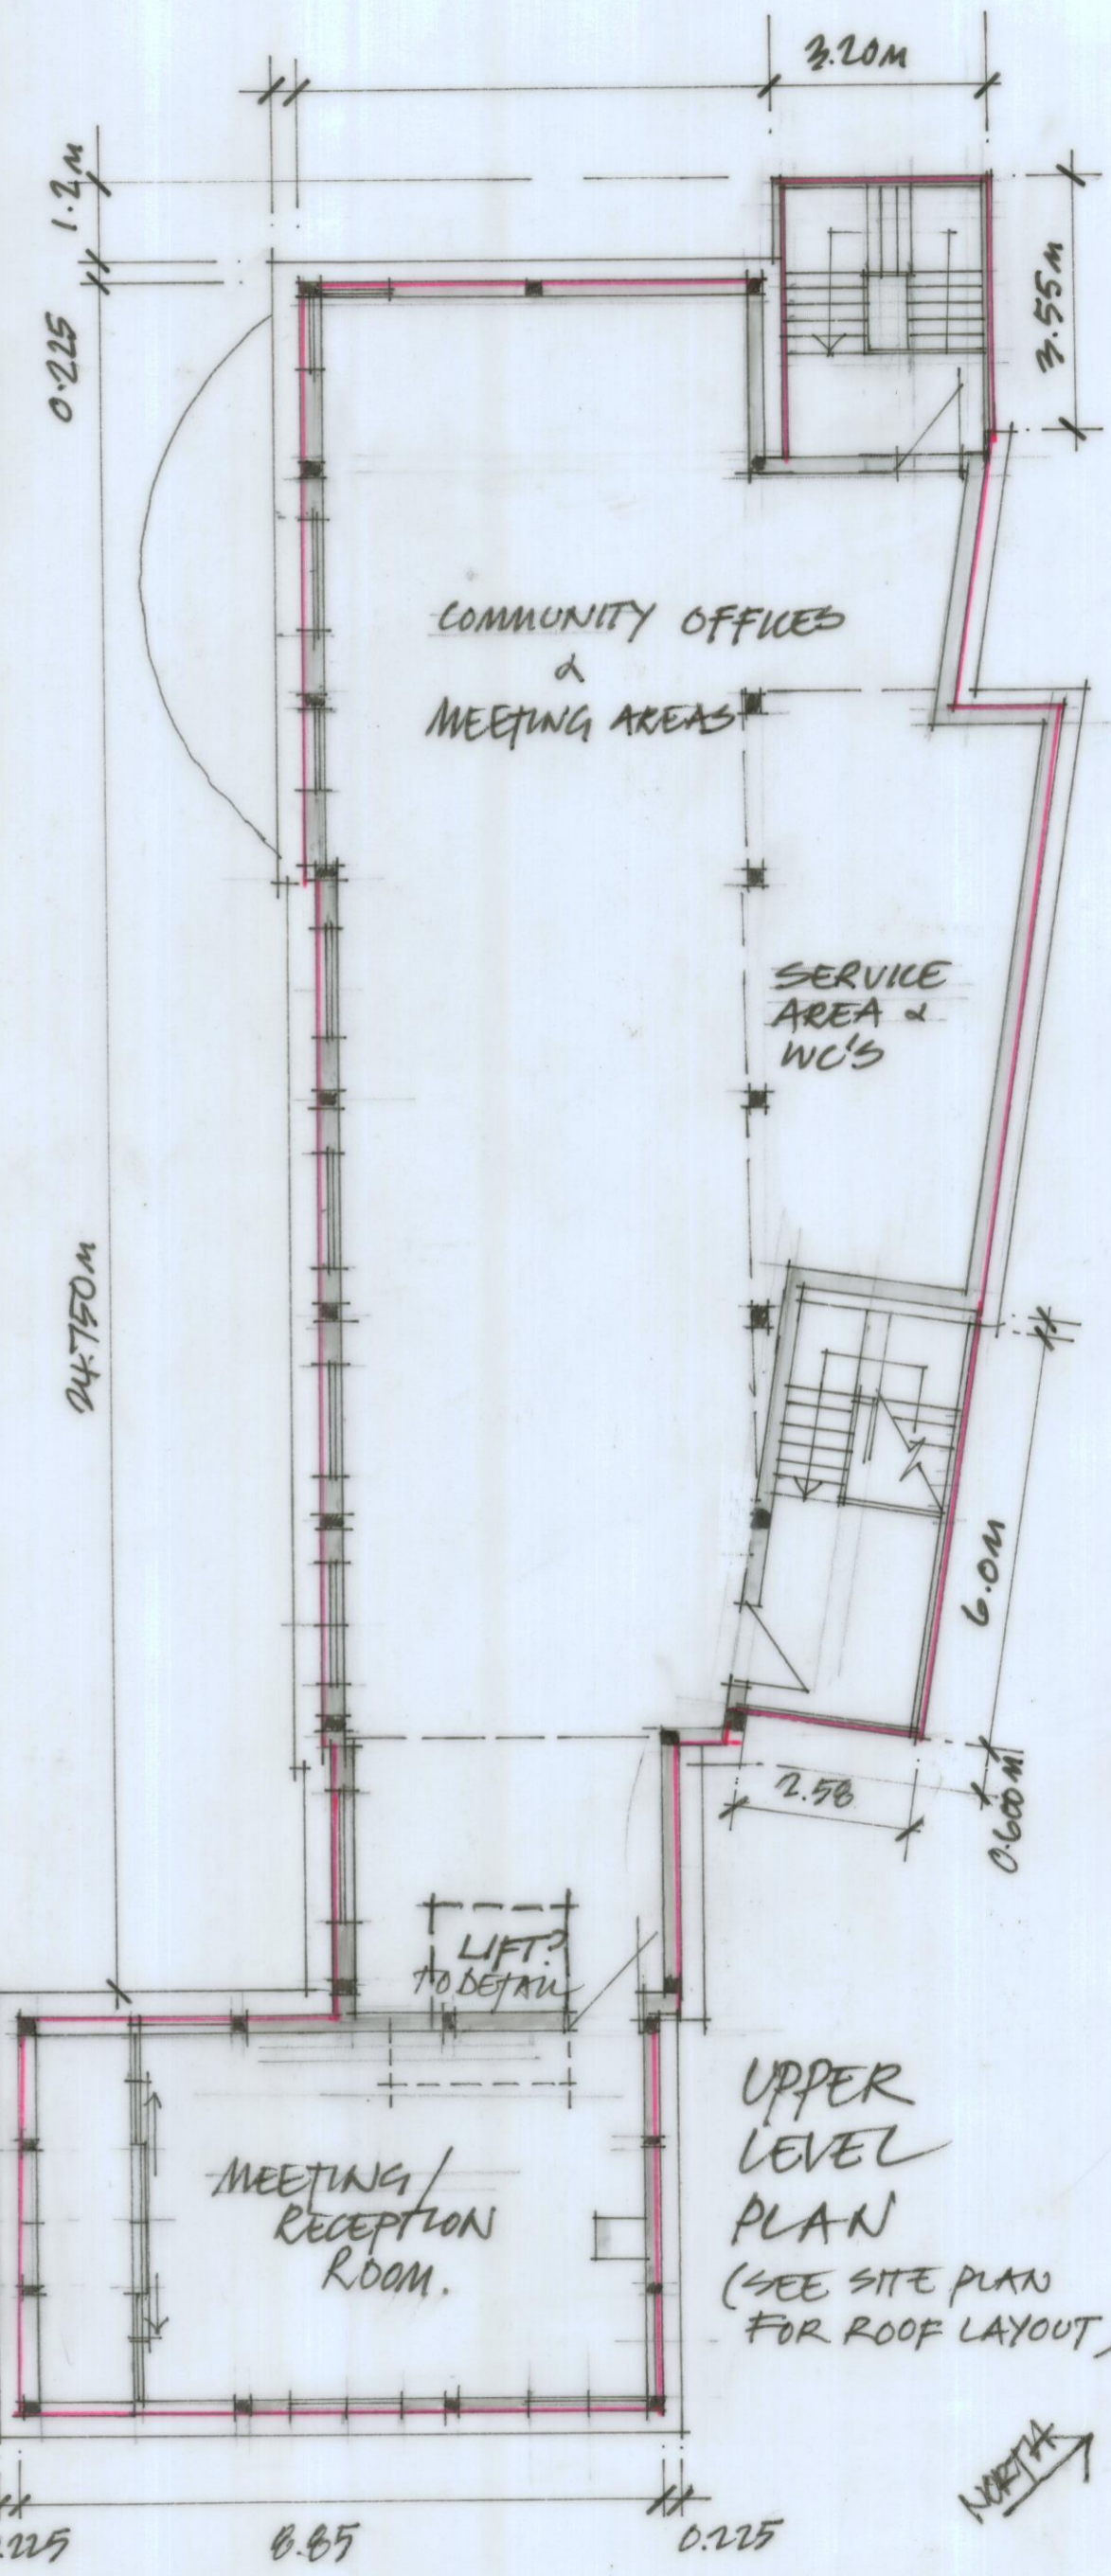 3.20M
1.2M
0.225
3.55M
COMMUNITY OFFICES
&
MEETING AREAS
SERVICE
AREA &
WC'S
24.750M
6.0M
2.58
0.600M
LIFT?
TO DETAIL
MEETING/
RECEPTION
ROOM.
UPPER
LEVEL
PLAN
(SEE SITE PLAN
FOR ROOF LAYOUT)
NORTH
.225
8.85
0.225